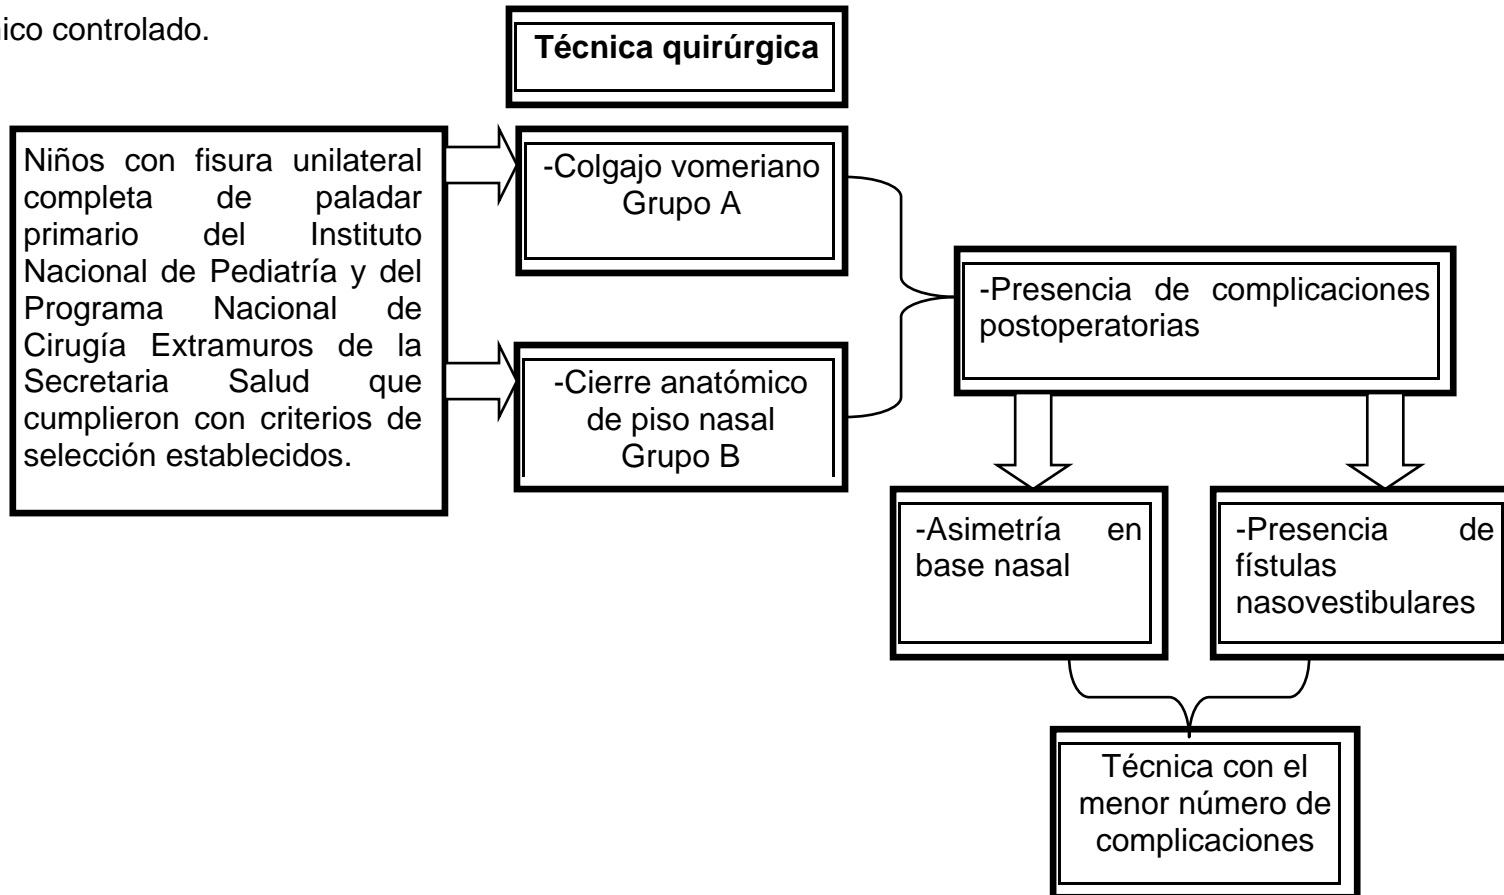 nico controlado.
Técnica quirúrgica
Niños con fisura unilateral
completa de paladar
primario del Instituto
Nacional de Pediatría y del
Programa Nacional de
Cirugía Extramuros de la
Secretaria Salud que
cumplieron con criterios de
selección establecidos.
-Colgajo vomeriano
Grupo A
-Cierre anatómico
de piso nasal
Grupo B
-Presencia de complicaciones
postoperatorias
-Asimetría en
base nasal
-Presencia de
fístulas
nasovestibulares
Técnica con el
menor número de
complicaciones